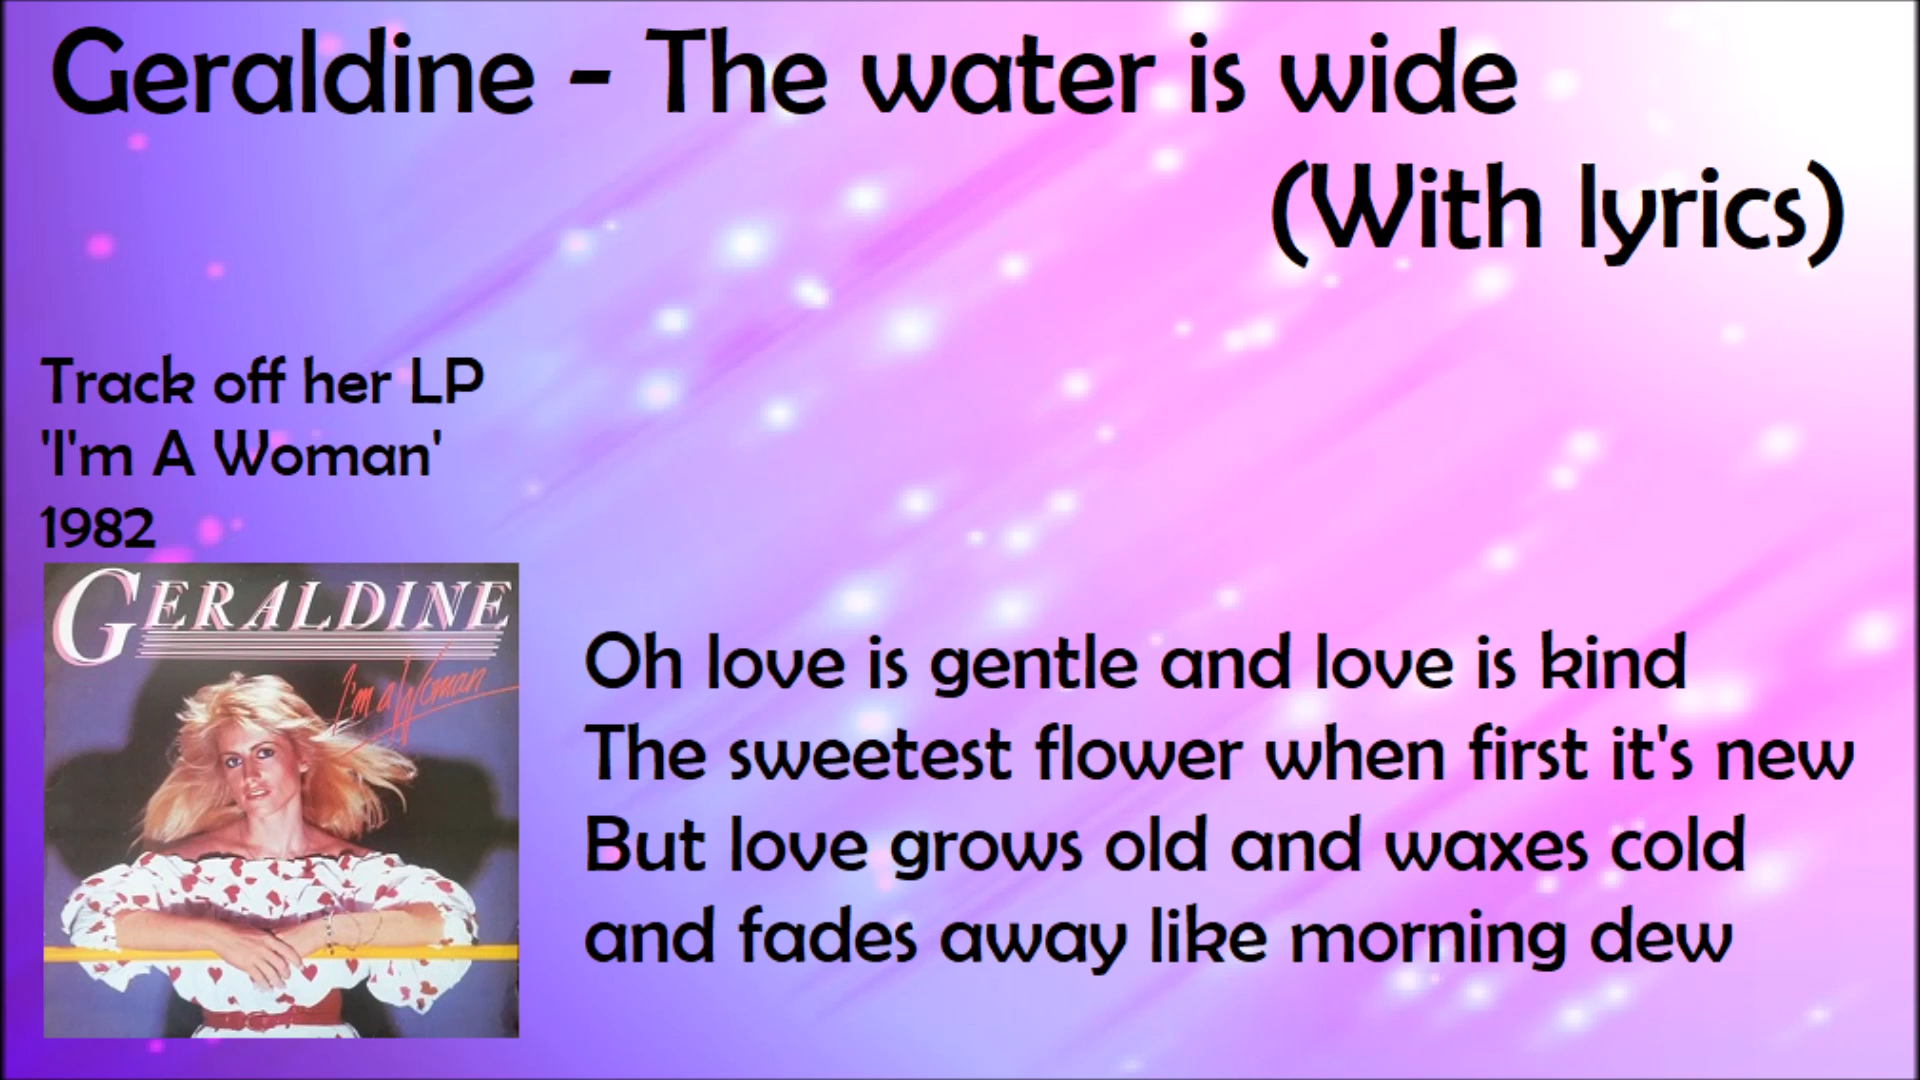 Geraldine - The water is wide
(With lyrics)
Track off her LP
'I'm A Woman'
1982
GERALDINE
I'm a Woman
Oh love is gentle and love is kind
The sweetest flower when first it's new
But love grows old and waxes cold
and fades away like morning dew